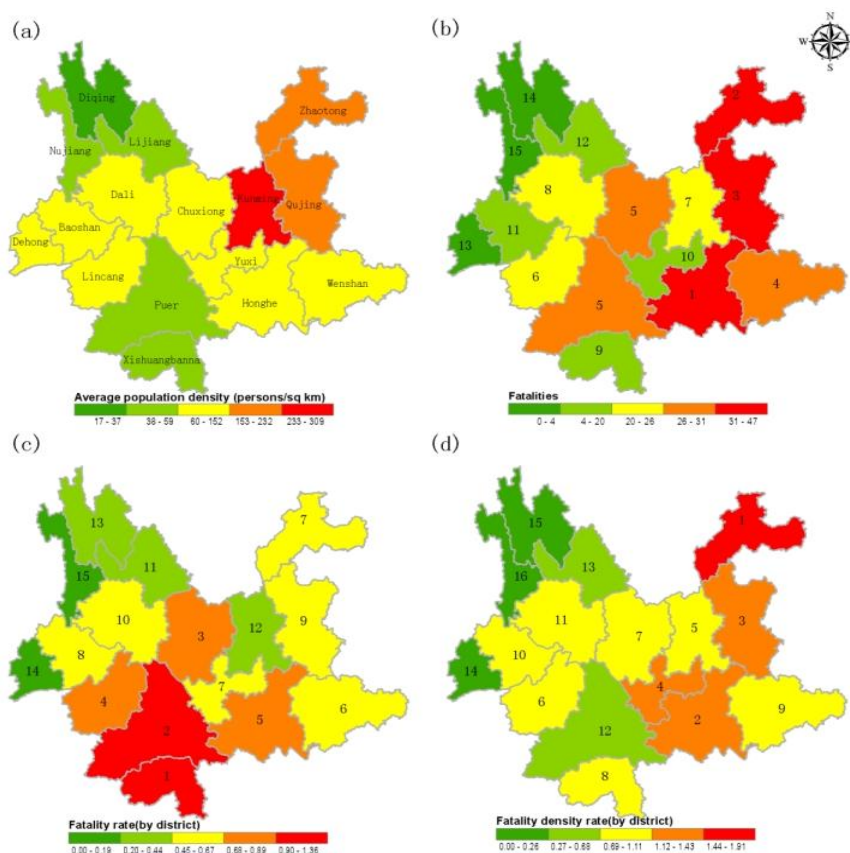 (a)
Diqing
Zhaotong
Nujiang
Lijiang
Dali
Chuxiong
Kunming
Qujing
Baoshan
Dehong
Yuxi
Lincang
Wenshan
Puer
Honghe
Xishuangbanna
Average population density (persons/sq km)
17 - 37 38 - 59 60 - 152 153 - 232 233 - 309
(b)
N
W E
S
14
2
15
12
8
5
7
3
11
13
10
6
5
1
4
9
Fatalities
0 - 4 4 - 20 20 - 26 26 - 31 31 - 47
(c)
13
7
11
15
10
3
12
9
8
14
4
7
2
5
6
1
Fatality rate(by district)
0.00 - 0.19 0.20 - 0.44 0.45 - 0.67 0.68 - 0.89 0.90 - 1.36
(d)
15
1
16
13
11
7
5
3
10
14
6
4
12
2
9
8
Fatality density rate(by district)
0.00 - 0.26 0.27 - 0.68 0.69 - 1.11 1.12 - 1.43 1.44 - 1.91